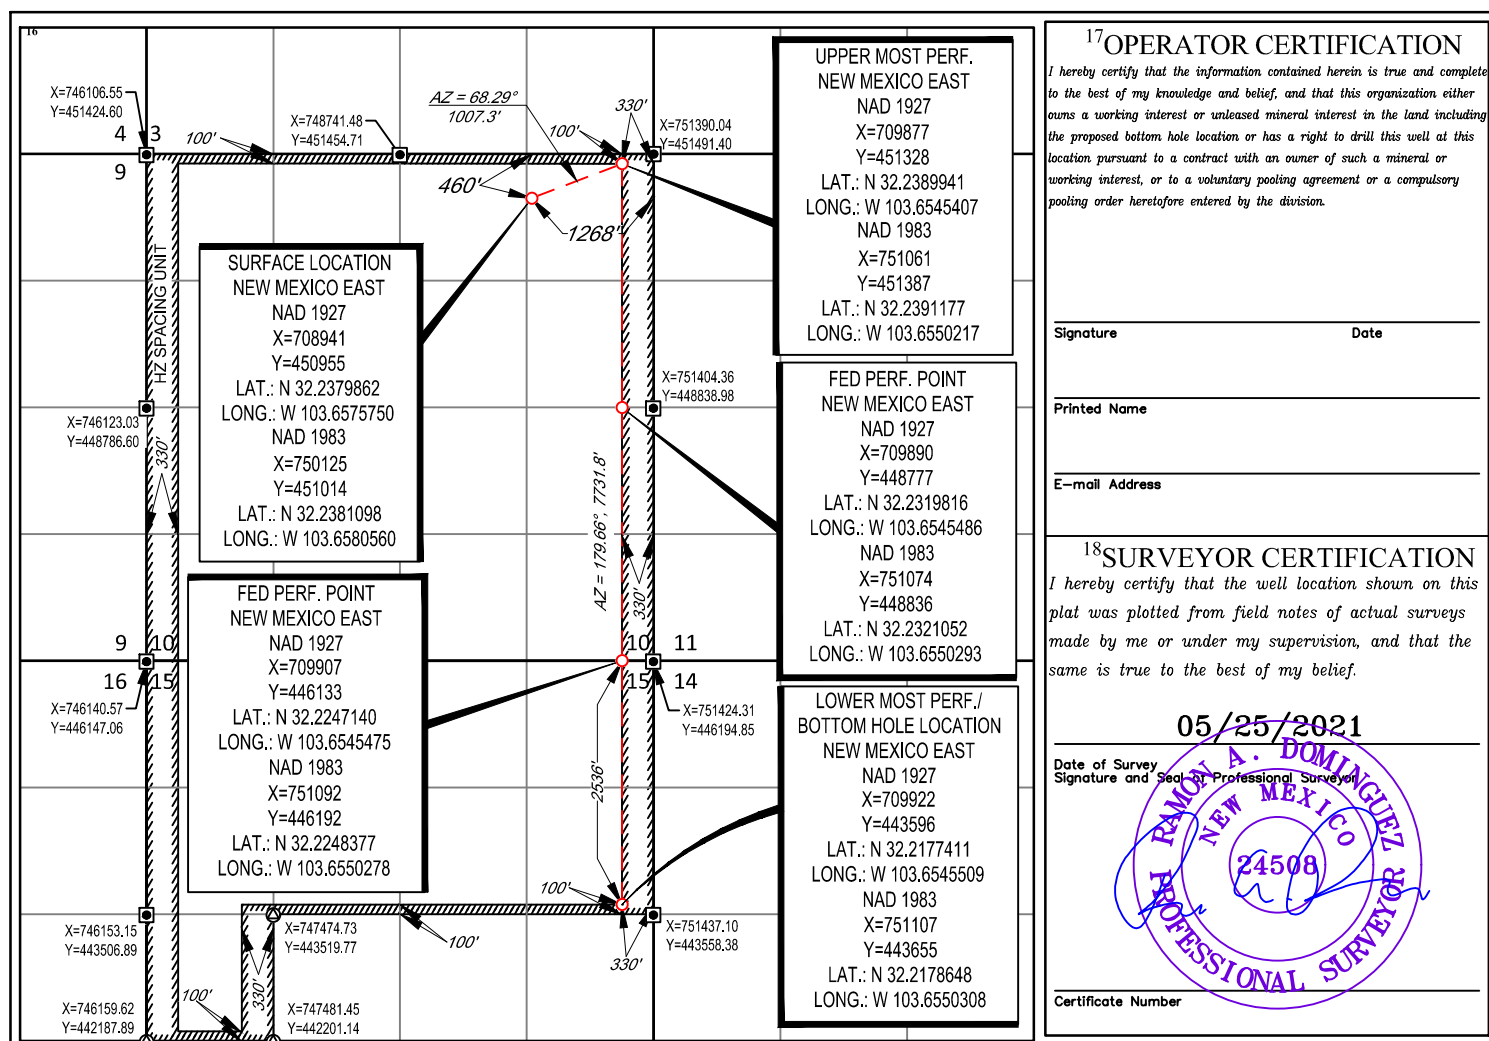 16
X=746106.55
Y=451424.60
4 3
9
100'
X=748741.48
Y=451454.71
AZ = 68.29°
1007.3'
100'
330'
X=751390.04
Y=451491.40
460'
1268'
UPPER MOST PERF.
NEW MEXICO EAST
NAD 1927
X=709877
Y=451328
LAT.: N 32.2389941
LONG.: W 103.6545407
NAD 1983
X=751061
Y=451387
LAT.: N 32.2391177
LONG.: W 103.6550217
HZ SPACING UNIT
SURFACE LOCATION
NEW MEXICO EAST
NAD 1927
X=708941
Y=450955
LAT.: N 32.2379862
LONG.: W 103.6575750
NAD 1983
X=750125
Y=451014
LAT.: N 32.2381098
LONG.: W 103.6580560
X=751404.36
Y=448838.98
X=746123.03
Y=448786.60
330'
FED PERF. POINT
NEW MEXICO EAST
NAD 1927
X=709890
Y=448777
LAT.: N 32.2319816
LONG.: W 103.6545486
NAD 1983
X=751074
Y=448836
LAT.: N 32.2321052
LONG.: W 103.6550293
AZ = 179.66°, 7731.8'
330'
FED PERF. POINT
NEW MEXICO EAST
NAD 1927
X=709907
Y=446133
LAT.: N 32.2247140
LONG.: W 103.6545475
NAD 1983
X=751092
Y=446192
LAT.: N 32.2248377
LONG.: W 103.6550278
9 10
16 15
10 11
15 14
X=746140.57
Y=446147.06
X=751424.31
Y=446194.85
2536'
LOWER MOST PERF./
BOTTOM HOLE LOCATION
NEW MEXICO EAST
NAD 1927
X=709922
Y=443596
LAT.: N 32.2177411
LONG.: W 103.6545509
NAD 1983
X=751107
Y=443655
LAT.: N 32.2178648
LONG.: W 103.6550308
100'
X=746153.15
Y=443506.89
X=747474.73
Y=443519.77
100'
330'
X=751437.10
Y=443558.38
330'
100'
X=746159.62
Y=442187.89
X=747481.45
Y=442201.14
17OPERATOR CERTIFICATION
I hereby certify that the information contained herein is true and complete
to the best of my knowledge and belief, and that this organization either
owns a working interest or unleased mineral interest in the land including
the proposed bottom hole location or has a right to drill this well at this
location pursuant to a contract with an owner of such a mineral or
working interest, or to a voluntary pooling agreement or a compulsory
pooling order heretofore entered by the division.
Signature Date
Printed Name
E-mail Address
18SURVEYOR CERTIFICATION
I hereby certify that the well location shown on this
plat was plotted from field notes of actual surveys
made by me or under my supervision, and that the
same is true to the best of my belief.
05/25/2021
Date of Survey
Signature and Seal of Professional Surveyor
RAMON A. DOMINGUEZ
NEW MEXICO
24508
PROFESSIONAL SURVEYOR
Certificate Number